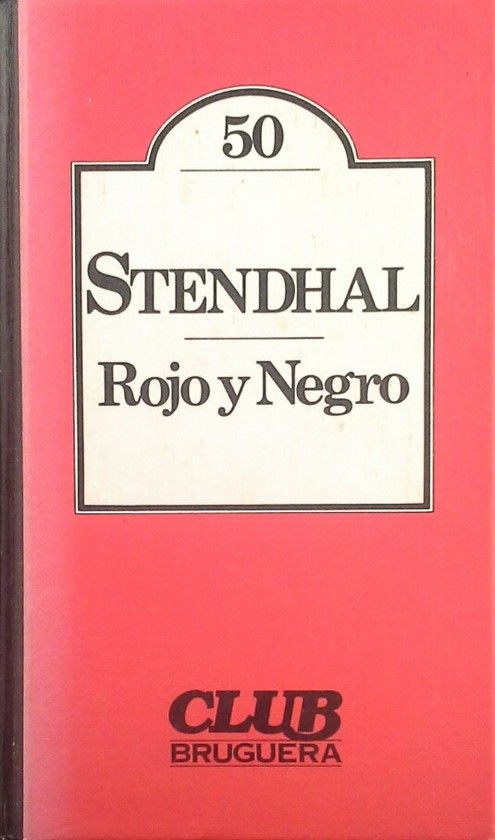 50
STENDHAL
Rojo y Negro
CLUB
BRUGUERA